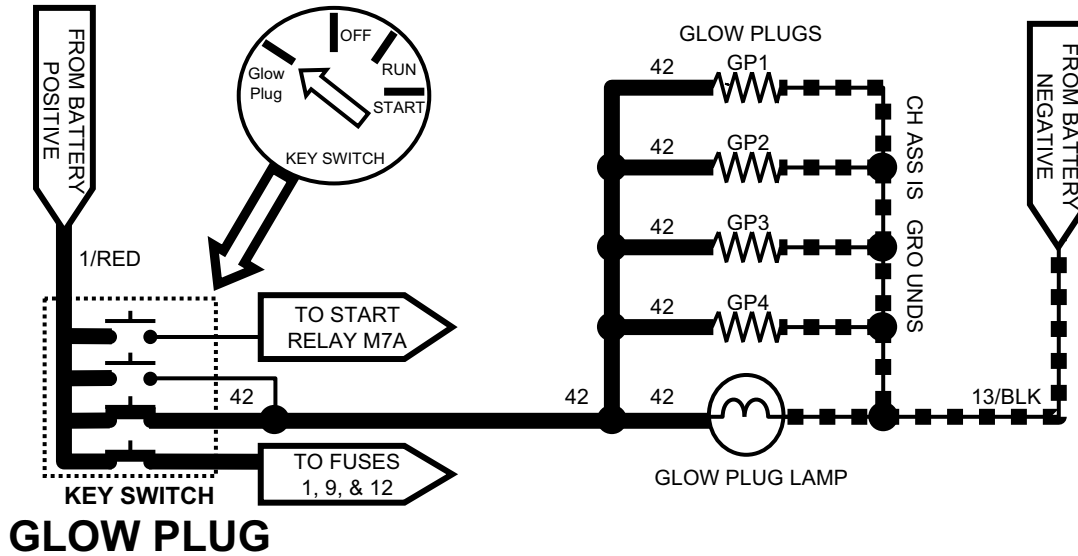 FROM BATTERY
POSITIVE
OFF
Glow
Plug
RUN
START
KEY SWITCH
GLOW PLUGS
42
GP1
42
GP2
42
GP3
42
GP4
CH ASS IS GRO UNDS
FROM BATTERY
NEGATIVE
1/RED
TO START
RELAY M7A
42
42
42
13/BLK
TO FUSES
1, 9, & 12
GLOW PLUG LAMP
KEY SWITCH
GLOW PLUG